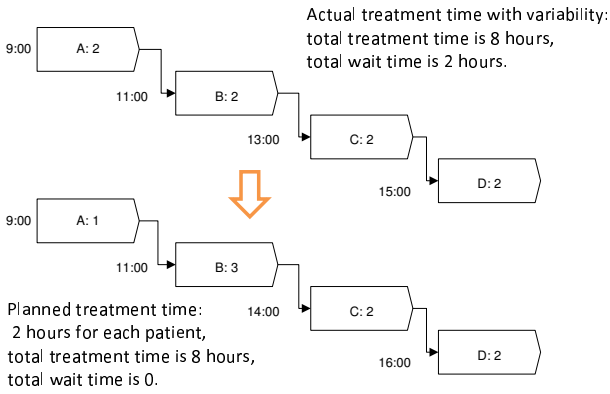 Actual treatment time with variability:
total treatment time is 8 hours,
total wait time is 2 hours.
9:00
A: 2
11:00
B: 2
13:00
C: 2
15:00
D: 2
9:00
A: 1
11:00
B: 3
14:00
C: 2
16:00
D: 2
Planned treatment time:
2 hours for each patient,
total treatment time is 8 hours,
total wait time is 0.